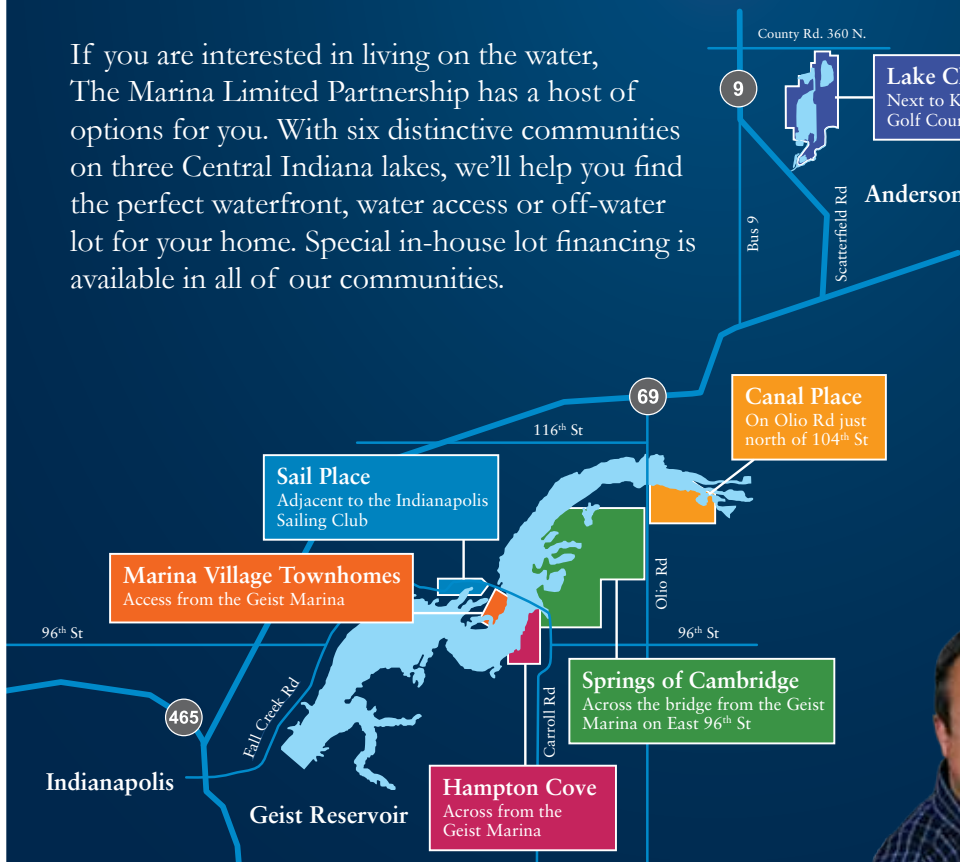 If you are interested in living on the water,
The Marina Limited Partnership has a host of
options for you. With six distinctive communities
on three Central Indiana lakes, we’ll help you find
the perfect waterfront, water access or off-water
lot for your home. Special in-house lot financing is
available in all of our communities.
County Rd. 360 N.
9
Lake
Next to
Golf
Anderson
Bus 9
Scatterfield Rd
69
116th St
Canal Place
On Olio Rd just
north of 104th St
Sail Place
Adjacent to the Indianapolis
Sailing Club
Marina Village Townhomes
Access from the Geist Marina
Olio Rd
96th St
96th St
Springs of Cambridge
Across the bridge from the Geist
Marina on East 96th St
465
Fall Creek Rd
Carroll Rd
Indianapolis
Geist Reservoir
Hampton Cove
Across from the
Geist Marina